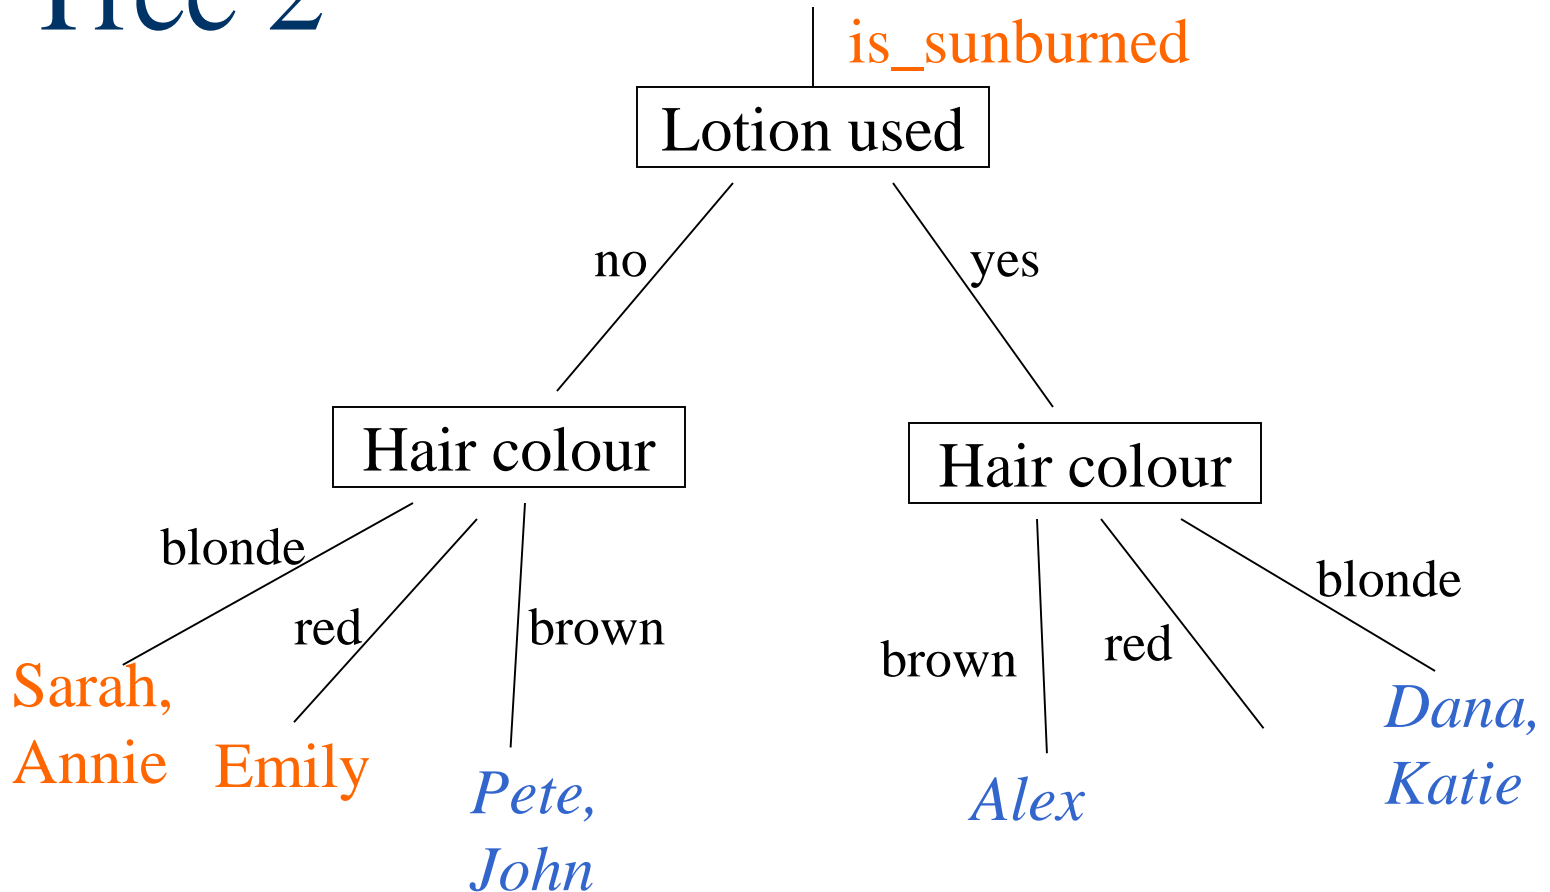 Tree 2
is_sunburned
Lotion used
no
yes
Hair colour
Hair colour
blonde
red
brown
brown
red
blonde
Sarah,
Annie
Emily
Pete,
John
Alex
Dana,
Katie